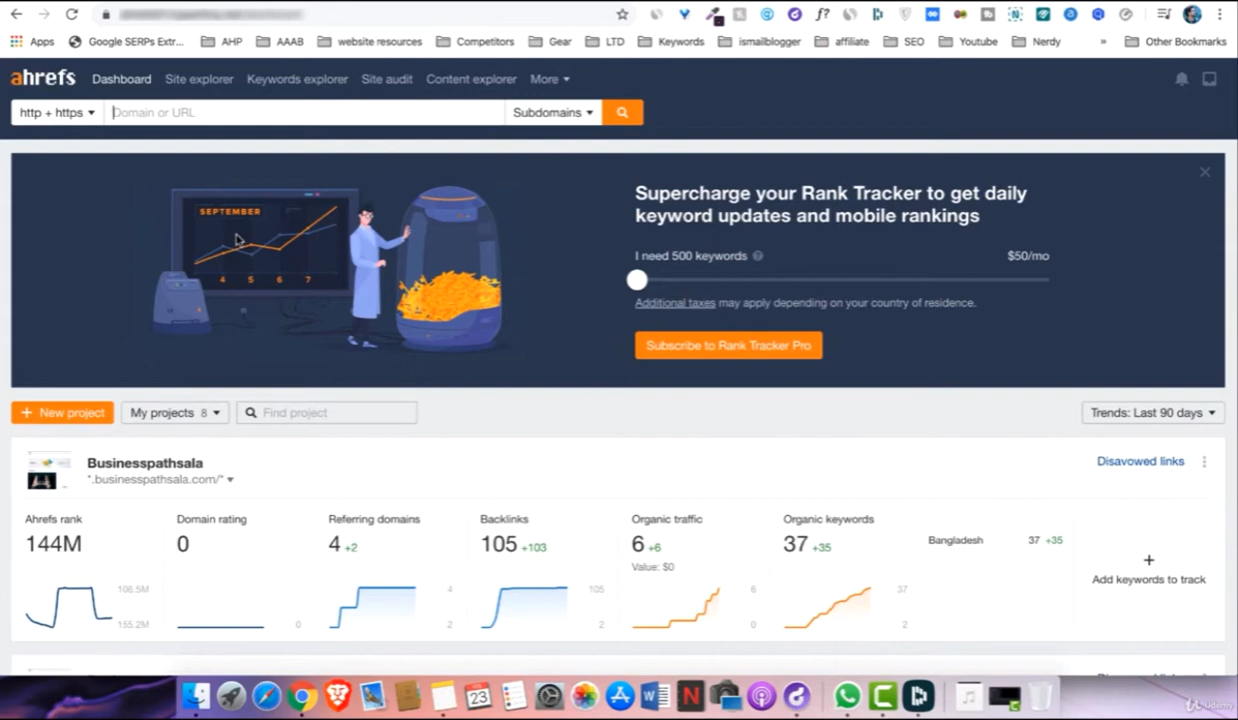 Apps Google SERPs Extr... AHP AAAB website resources Competitors Gear LTD Keywords ismailblogger affiliate SEO Youtube Nerdy » Other Bookmarks
ahrefs Dashboard Site explorer Keywords explorer Site audit Content explorer More
http + https Domain or URL Subdomains
SEPTEMBER
4 5 6 7
Supercharge your Rank Tracker to get daily
keyword updates and mobile rankings
I need 500 keywords ? $50/mo
Additional taxes may apply depending on your country of residence.
Subscribe to Rank Tracker Pro
+ New project My projects 8 Find project Trends: Last 90 days
Businesspathsala Disavowed links
*.businesspathsala.com/*
Ahrefs rank Domain rating Referring domains Backlinks Organic traffic Organic keywords
144M 0 4 +2 105 +103 6 +6 37 +35 Bangladesh 37 +35
Value: $0
+ Add keywords to track
106.5M 4 105 6 37
155.2M 0 2 2 0 2
23
Udemy